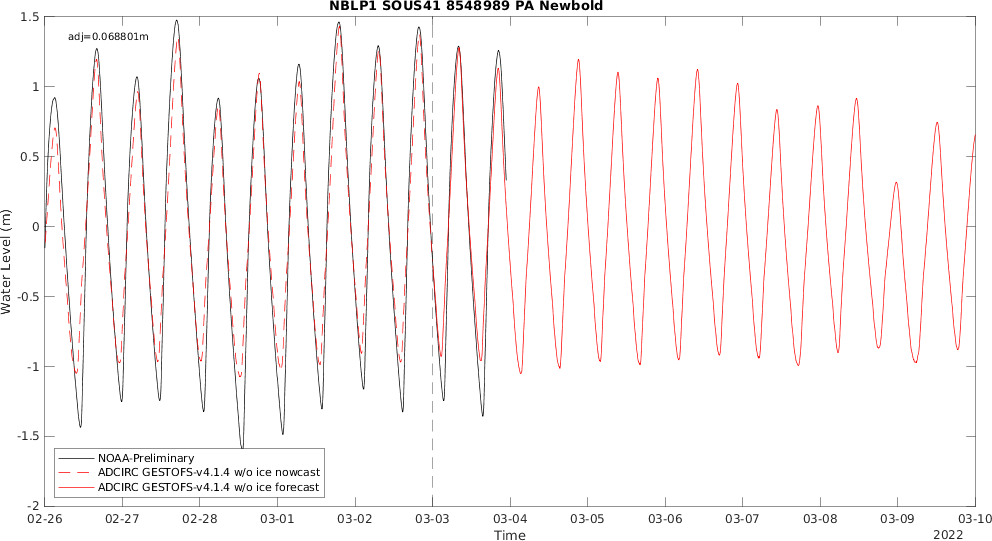 NBLP1 SOUS41 8548989 PA Newbold
adj=0.068801m
1.5
1
0.5
0
-0.5
-1
-1.5
-2
Water Level (m)
NOAA-Preliminary
ADCIRC GESTOFS-v4.1.4 w/o ice nowcast
ADCIRC GESTOFS-v4.1.4 w/o ice forecast
02-26 02-27 02-28 03-01 03-02 03-03 03-04 03-05 03-06 03-07 03-08 03-09 03-10
Time
2022